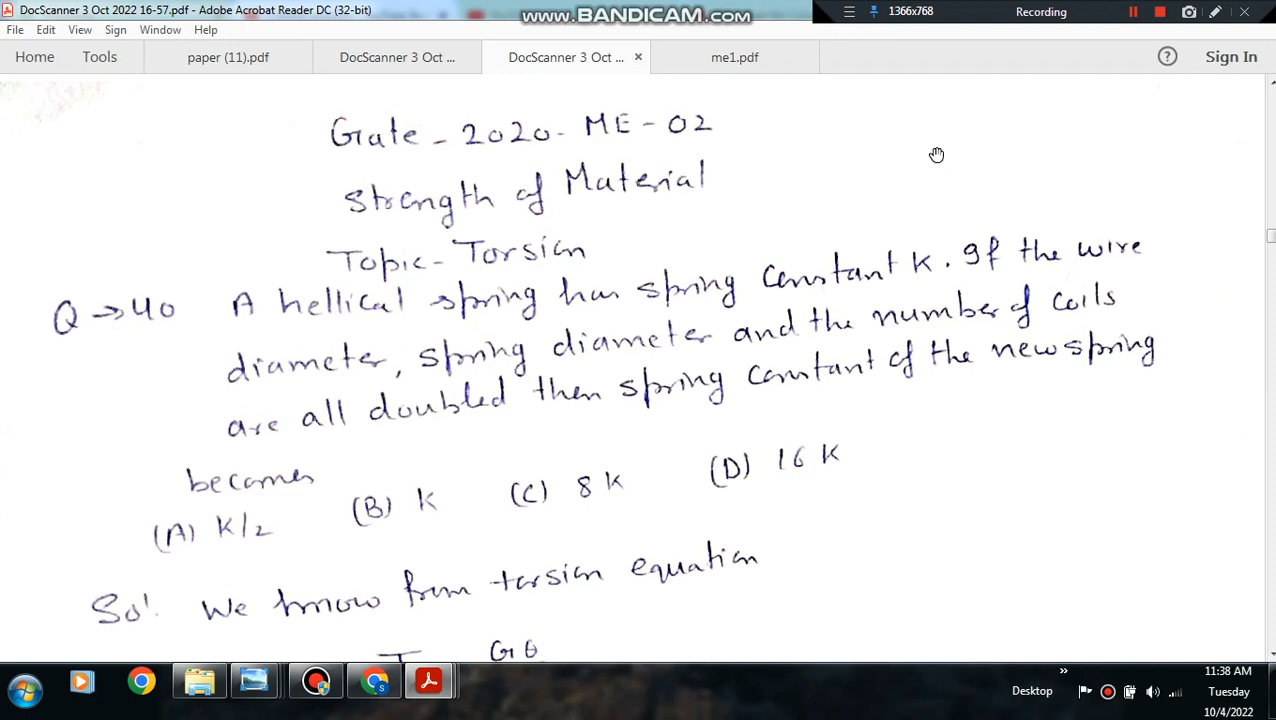 DocScanner 3 Oct 2022 16-57.pdf - Adobe Acrobat Reader DC (32-bit)
www.BANDICAM.com
1366x768
Recording
File Edit View Sign Window Help
Home Tools paper (11).pdf DocScanner 3 Oct ... DocScanner 3 Oct ... × me1.pdf Sign In
Gate - 2020 - ME - 02
Strength of Material
Topic - Torsion
Q → 40 A hellical spring has spring constant K. If the wire
diameter, spring diameter and the number of coils
are all doubled then spring constant of the new spring
becomes
(A) K/2 (B) K (C) 8 K (D) 16 K
Sol. We know from torsion equation
T Gθ
11:38 AM
Desktop
Tuesday
10/4/2022